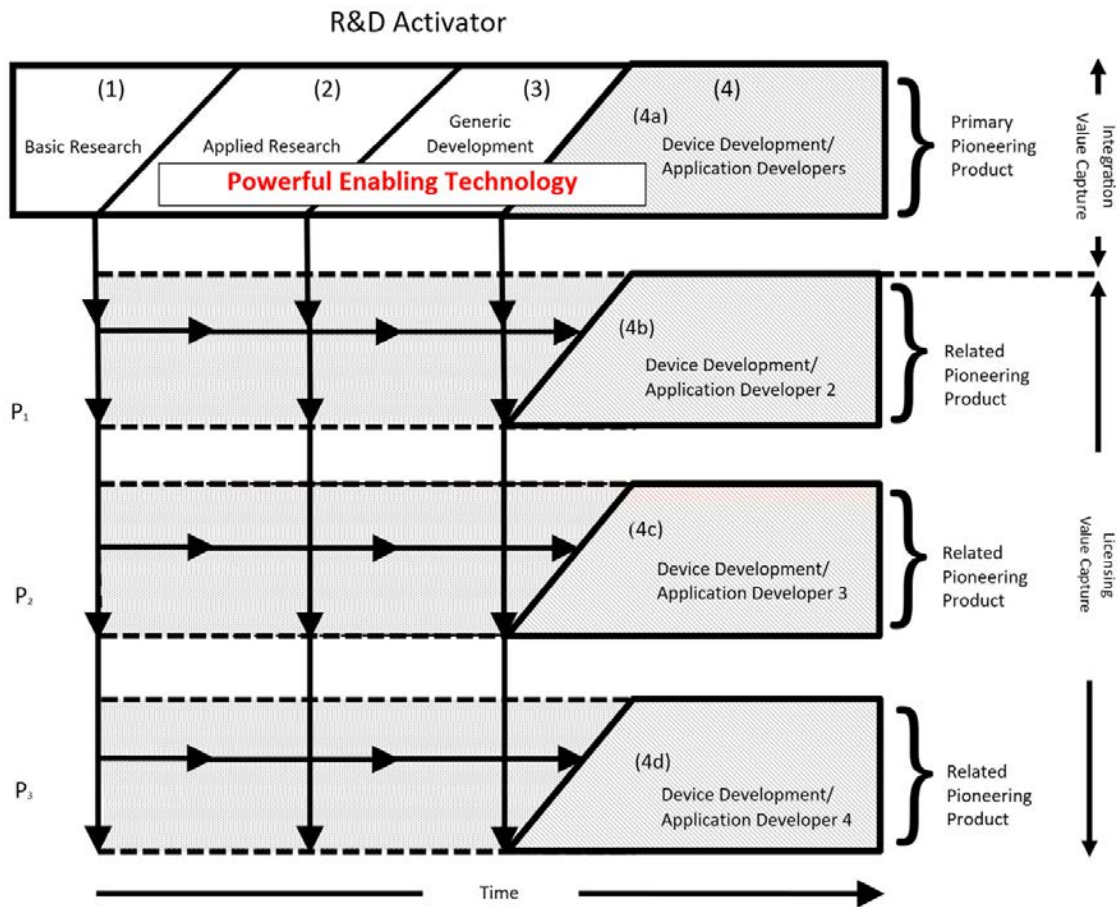 R&D Activator
(1)
(2)
(3)
(4)
(4a)
Basic Research
Applied Research
Generic
Development
Device Development/
Application Developers
Powerful Enabling Technology
Primary
Pioneering
Product
Integration
Value Capture
P₁
(4b)
Device Development/
Application Developer 2
Related
Pioneering
Product
P₂
(4c)
Device Development/
Application Developer 3
Related
Pioneering
Product
Licensing
Value Capture
P₃
(4d)
Device Development/
Application Developer 4
Related
Pioneering
Product
Time